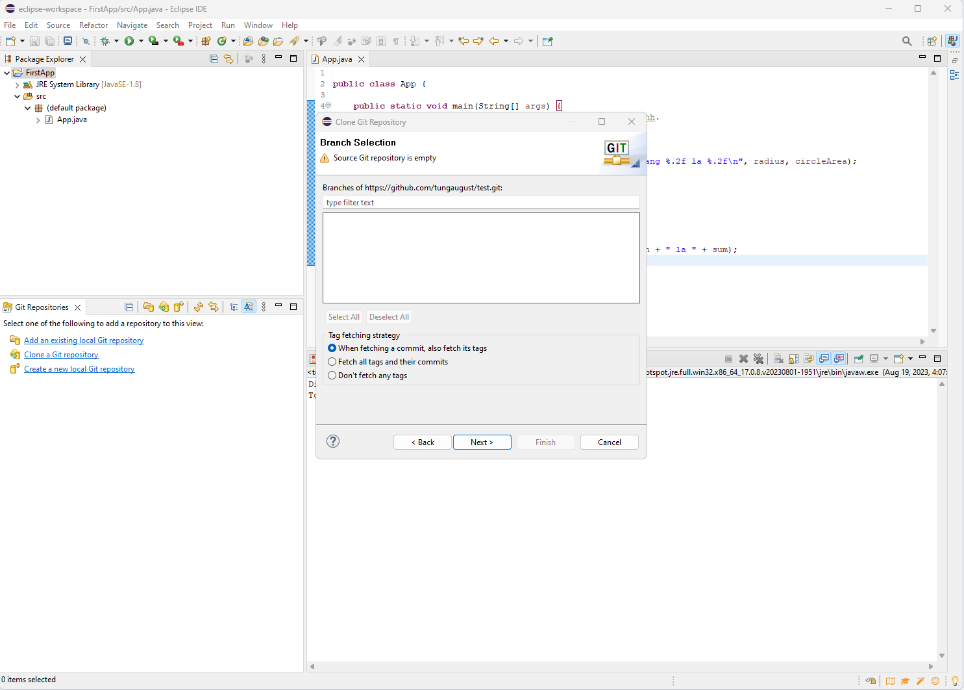 eclipse-workspace - FirstApp/src/App.java - Eclipse IDE
File Edit Source Refactor Navigate Search Project Run Window Help
Package Explorer
FirstApp
JRE System Library [JavaSE-1.8]
src
(default package)
App.java
App.java
1
2 public class App {
3
4 public static void main(String[] args) {
nh.
ang %.2f la %.2f\n", radius, circleArea);
+ " la " + sum);
Clone Git Repository
Branch Selection
Source Git repository is empty
GIT
Branches of https://github.com/tungaugust/test.git:
type filter text
Select All Deselect All
Tag fetching strategy
When fetching a commit, also fetch its tags
Fetch all tags and their commits
Don't fetch any tags
? < Back Next > Finish Cancel
Git Repositories
Select one of the following to add a repository to this view:
Add an existing local Git repository
Clone a Git repository
Create a new local Git repository
otspot.jre.full.win32.x86_64_17.0.8.v20230801-1951\jre\bin\javaw.exe (Aug 19, 2023, 4:07:
<t
Di
To
0 items selected